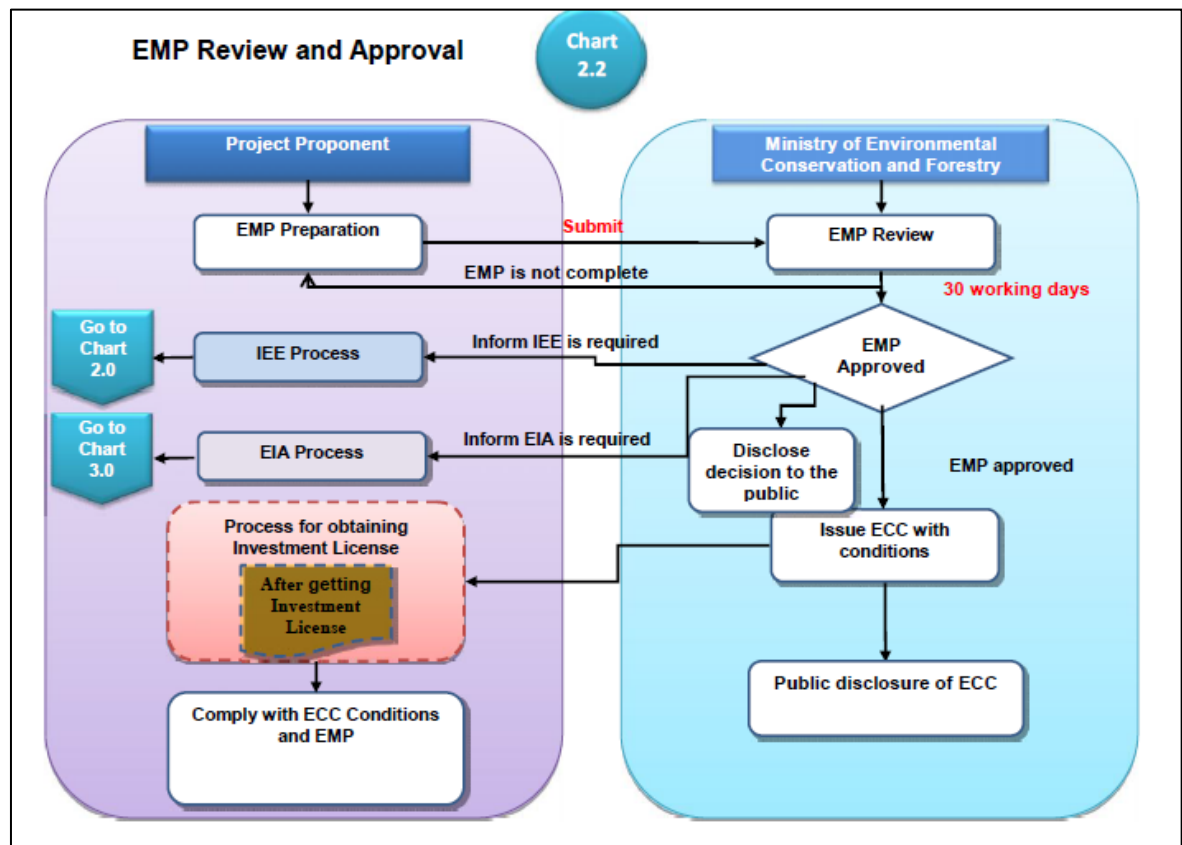 EMP Review and Approval
Chart
2.2
Project Proponent
Ministry of Environmental
Conservation and Forestry
EMP Preparation
Submit
EMP Review
EMP is not complete
30 working days
Go to
Chart
2.0
IEE Process
Inform IEE is required
EMP
Approved
Go to
Chart
3.0
EIA Process
Inform EIA is required
Disclose
decision to the
public
EMP approved
Process for obtaining
Investment License
After getting
Investment
License
Issue ECC with
conditions
Comply with ECC Conditions
and EMP
Public disclosure of ECC